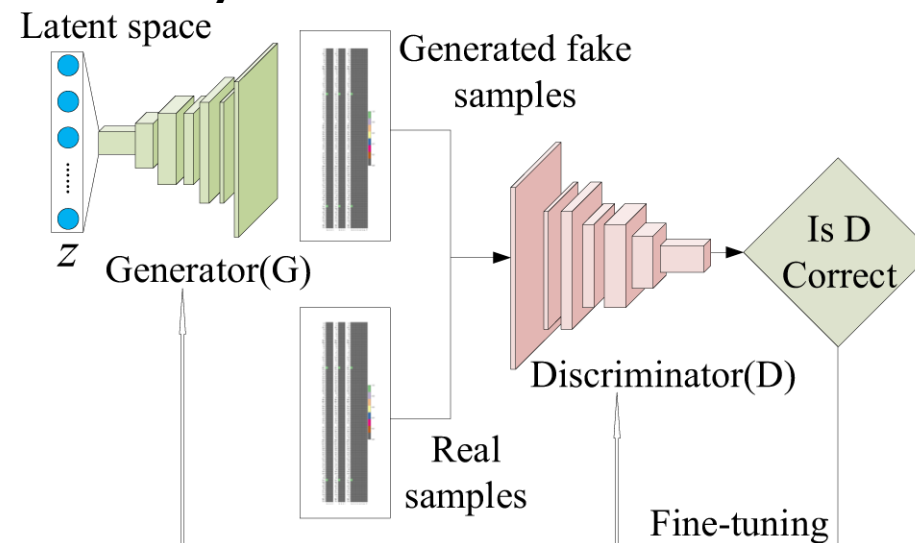 Latent space
z
Generator(G)
Generated fake
samples
Real
samples
Discriminator(D)
Is D
Correct
Fine-tuning